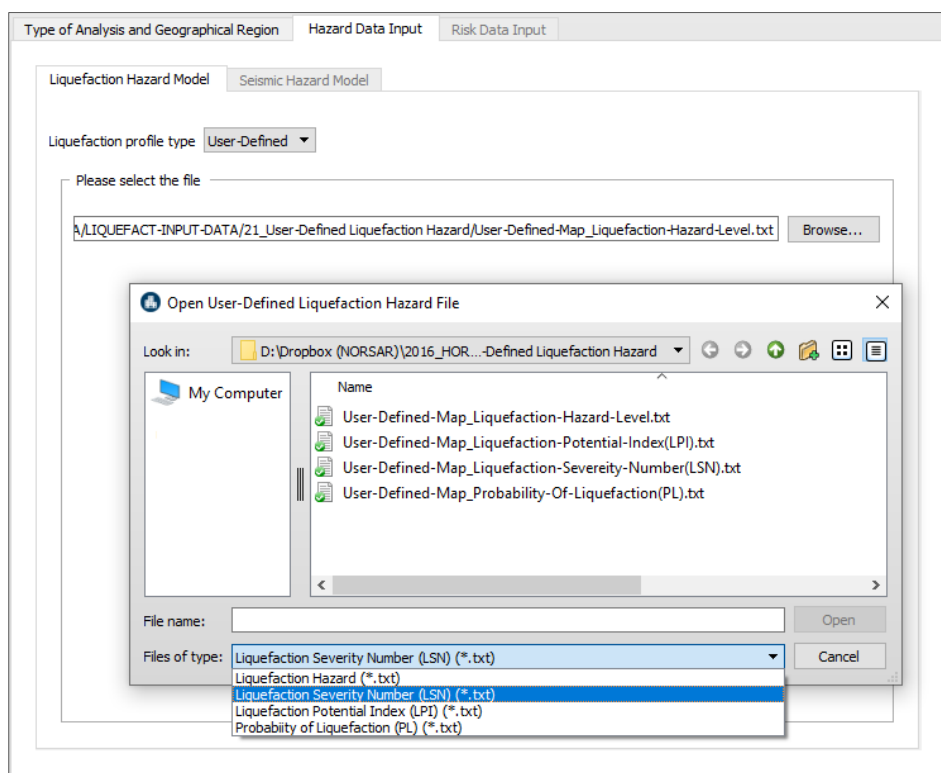 Type of Analysis and Geographical Region Hazard Data Input Risk Data Input
Liquefaction Hazard Model Seismic Hazard Model
Liquefaction profile type User-Defined
Please select the file
A/LIQUEFACT-INPUT-DATA/21_User-Defined Liquefaction Hazard/User-Defined-Map_Liquefaction-Hazard-Level.txt Browse...
Open User-Defined Liquefaction Hazard File
Look in: D:\Dropbox (NORSAR)\2016_HOR...-Defined Liquefaction Hazard
My Computer
Name
User-Defined-Map_Liquefaction-Hazard-Level.txt
User-Defined-Map_Liquefaction-Potential-Index(LPI).txt
User-Defined-Map_Liquefaction-Severeity-Number(LSN).txt
User-Defined-Map_Probability-Of-Liquefaction(PL).txt
File name: Open
Files of type: Liquefaction Severity Number (LSN) (*.txt) Cancel
Liquefaction Hazard (*.txt)
Liquefaction Severity Number (LSN) (*.txt)
Liquefaction Potential Index (LPI) (*.txt)
Probabiity of Liquefaction (PL) (*.txt)